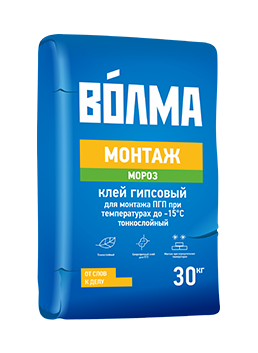 ВОЛМА
МОНТАЖ
МОРОЗ
клей гипсовый
для монтажа ПГП при
температурах до -15°С
тонкослойный
ОТ СЛОВ
К ДЕЛУ
30кг